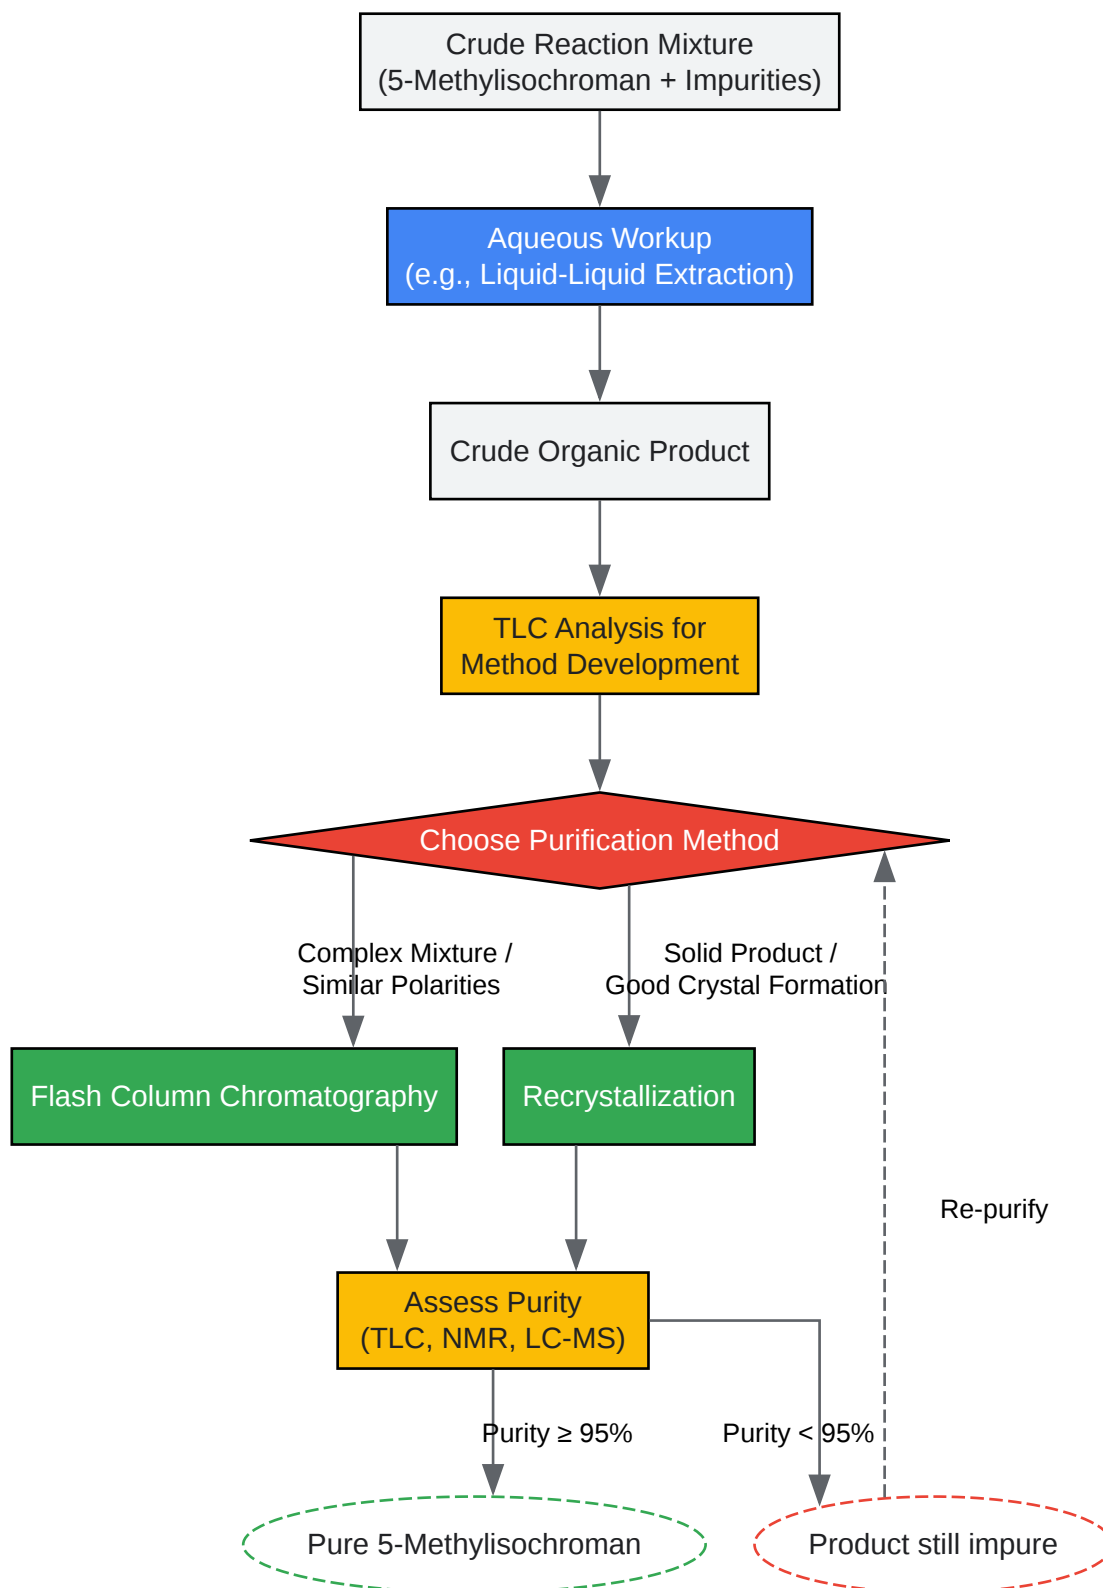 Crude Reaction Mixture
(5-Methylisochroman + Impurities)
Aqueous Workup
(e.g., Liquid-Liquid Extraction)
Crude Organic Product
TLC Analysis for
Method Development
Choose Purification Method
Complex Mixture /
Similar Polarities
Solid Product /
Good Crystal Formation
Flash Column Chromatography
Recrystallization
Re-purify
Assess Purity
(TLC, NMR, LC-MS)
Purity ≥ 95%
Purity < 95%
Pure 5-Methylisochroman
Product still impure